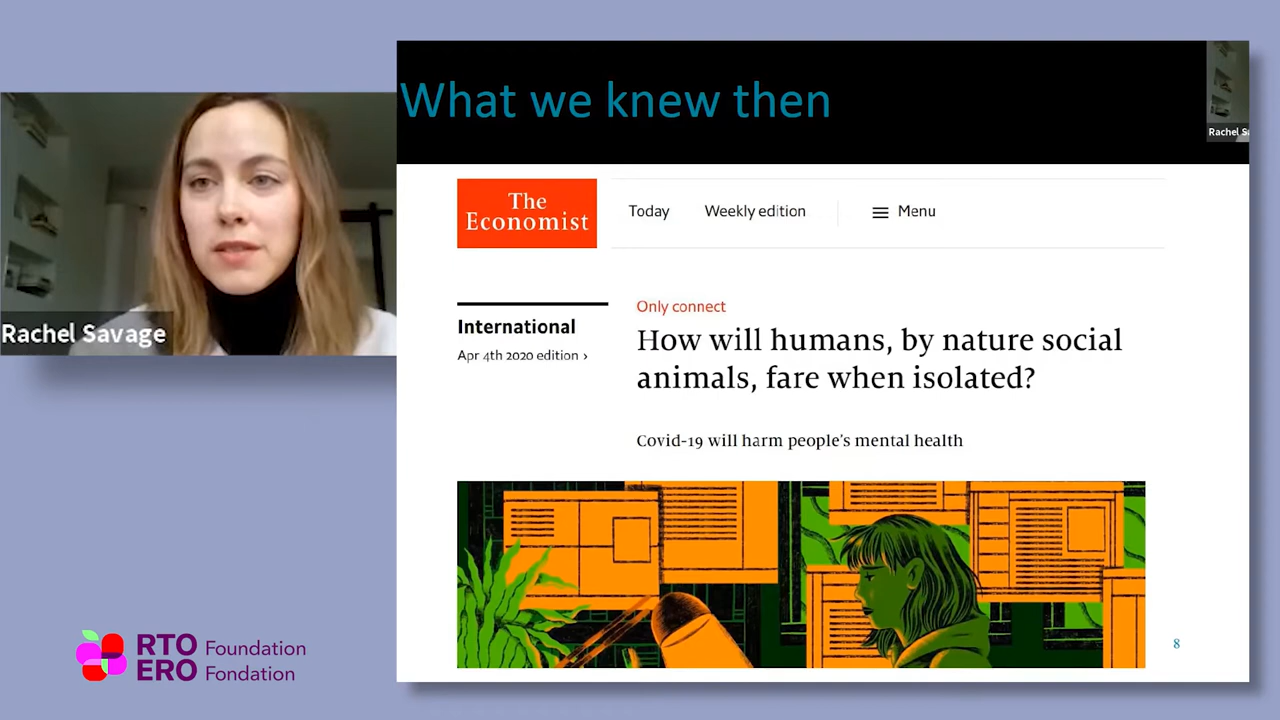 What we knew then
Rachel S
Rachel Savage
The
Economist
Today
Weekly edition
Menu
Only connect
International
Apr 4th 2020 edition ›
How will humans, by nature social
animals, fare when isolated?
Covid-19 will harm people's mental health
8
RTO Foundation
ERO Fondation